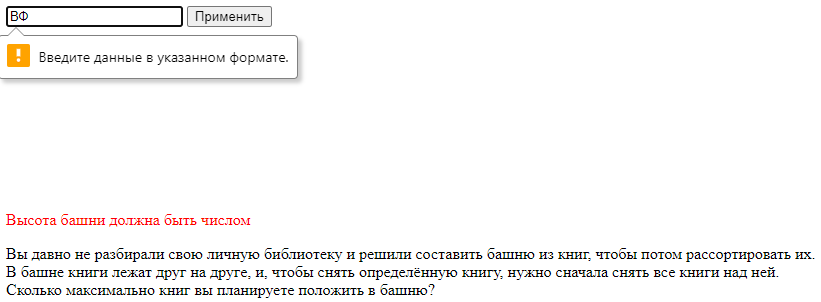 ВФ Применить
Введите данные в указанном формате.
Высота башни должна быть числом
Вы давно не разбирали свою личную библиотеку и решили составить башню из книг, чтобы потом рассортировать их.
В башне книги лежат друг на друге, и, чтобы снять определённую книгу, нужно сначала снять все книги над ней.
Сколько максимально книг вы планируете положить в башню?